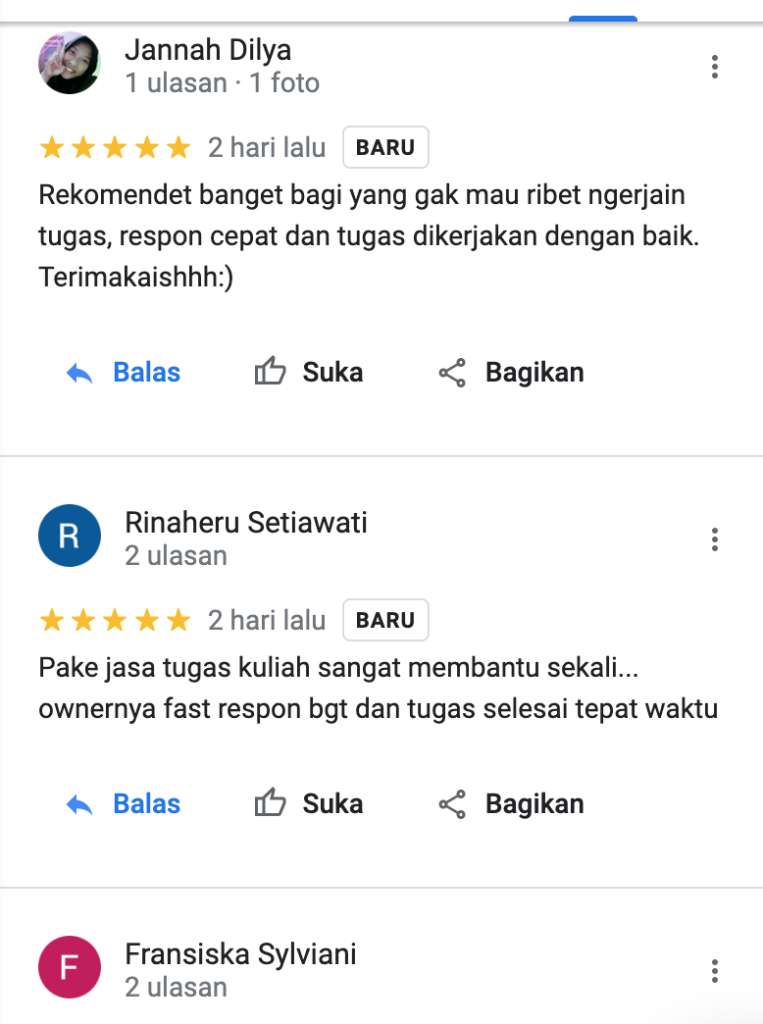 Jannah Dilya
1 ulasan · 1 foto
2 hari lalu BARU
Rekomendet banget bagi yang gak mau ribet ngerjain
tugas, respon cepat dan tugas dikerjakan dengan baik.
Terimakaishhh:)
Balas Suka Bagikan
R
Rinaheru Setiawati
2 ulasan
2 hari lalu BARU
Pake jasa tugas kuliah sangat membantu sekali...
ownernya fast respon bgt dan tugas selesai tepat waktu
Balas Suka Bagikan
F
Fransiska Sylviani
2 ulasan